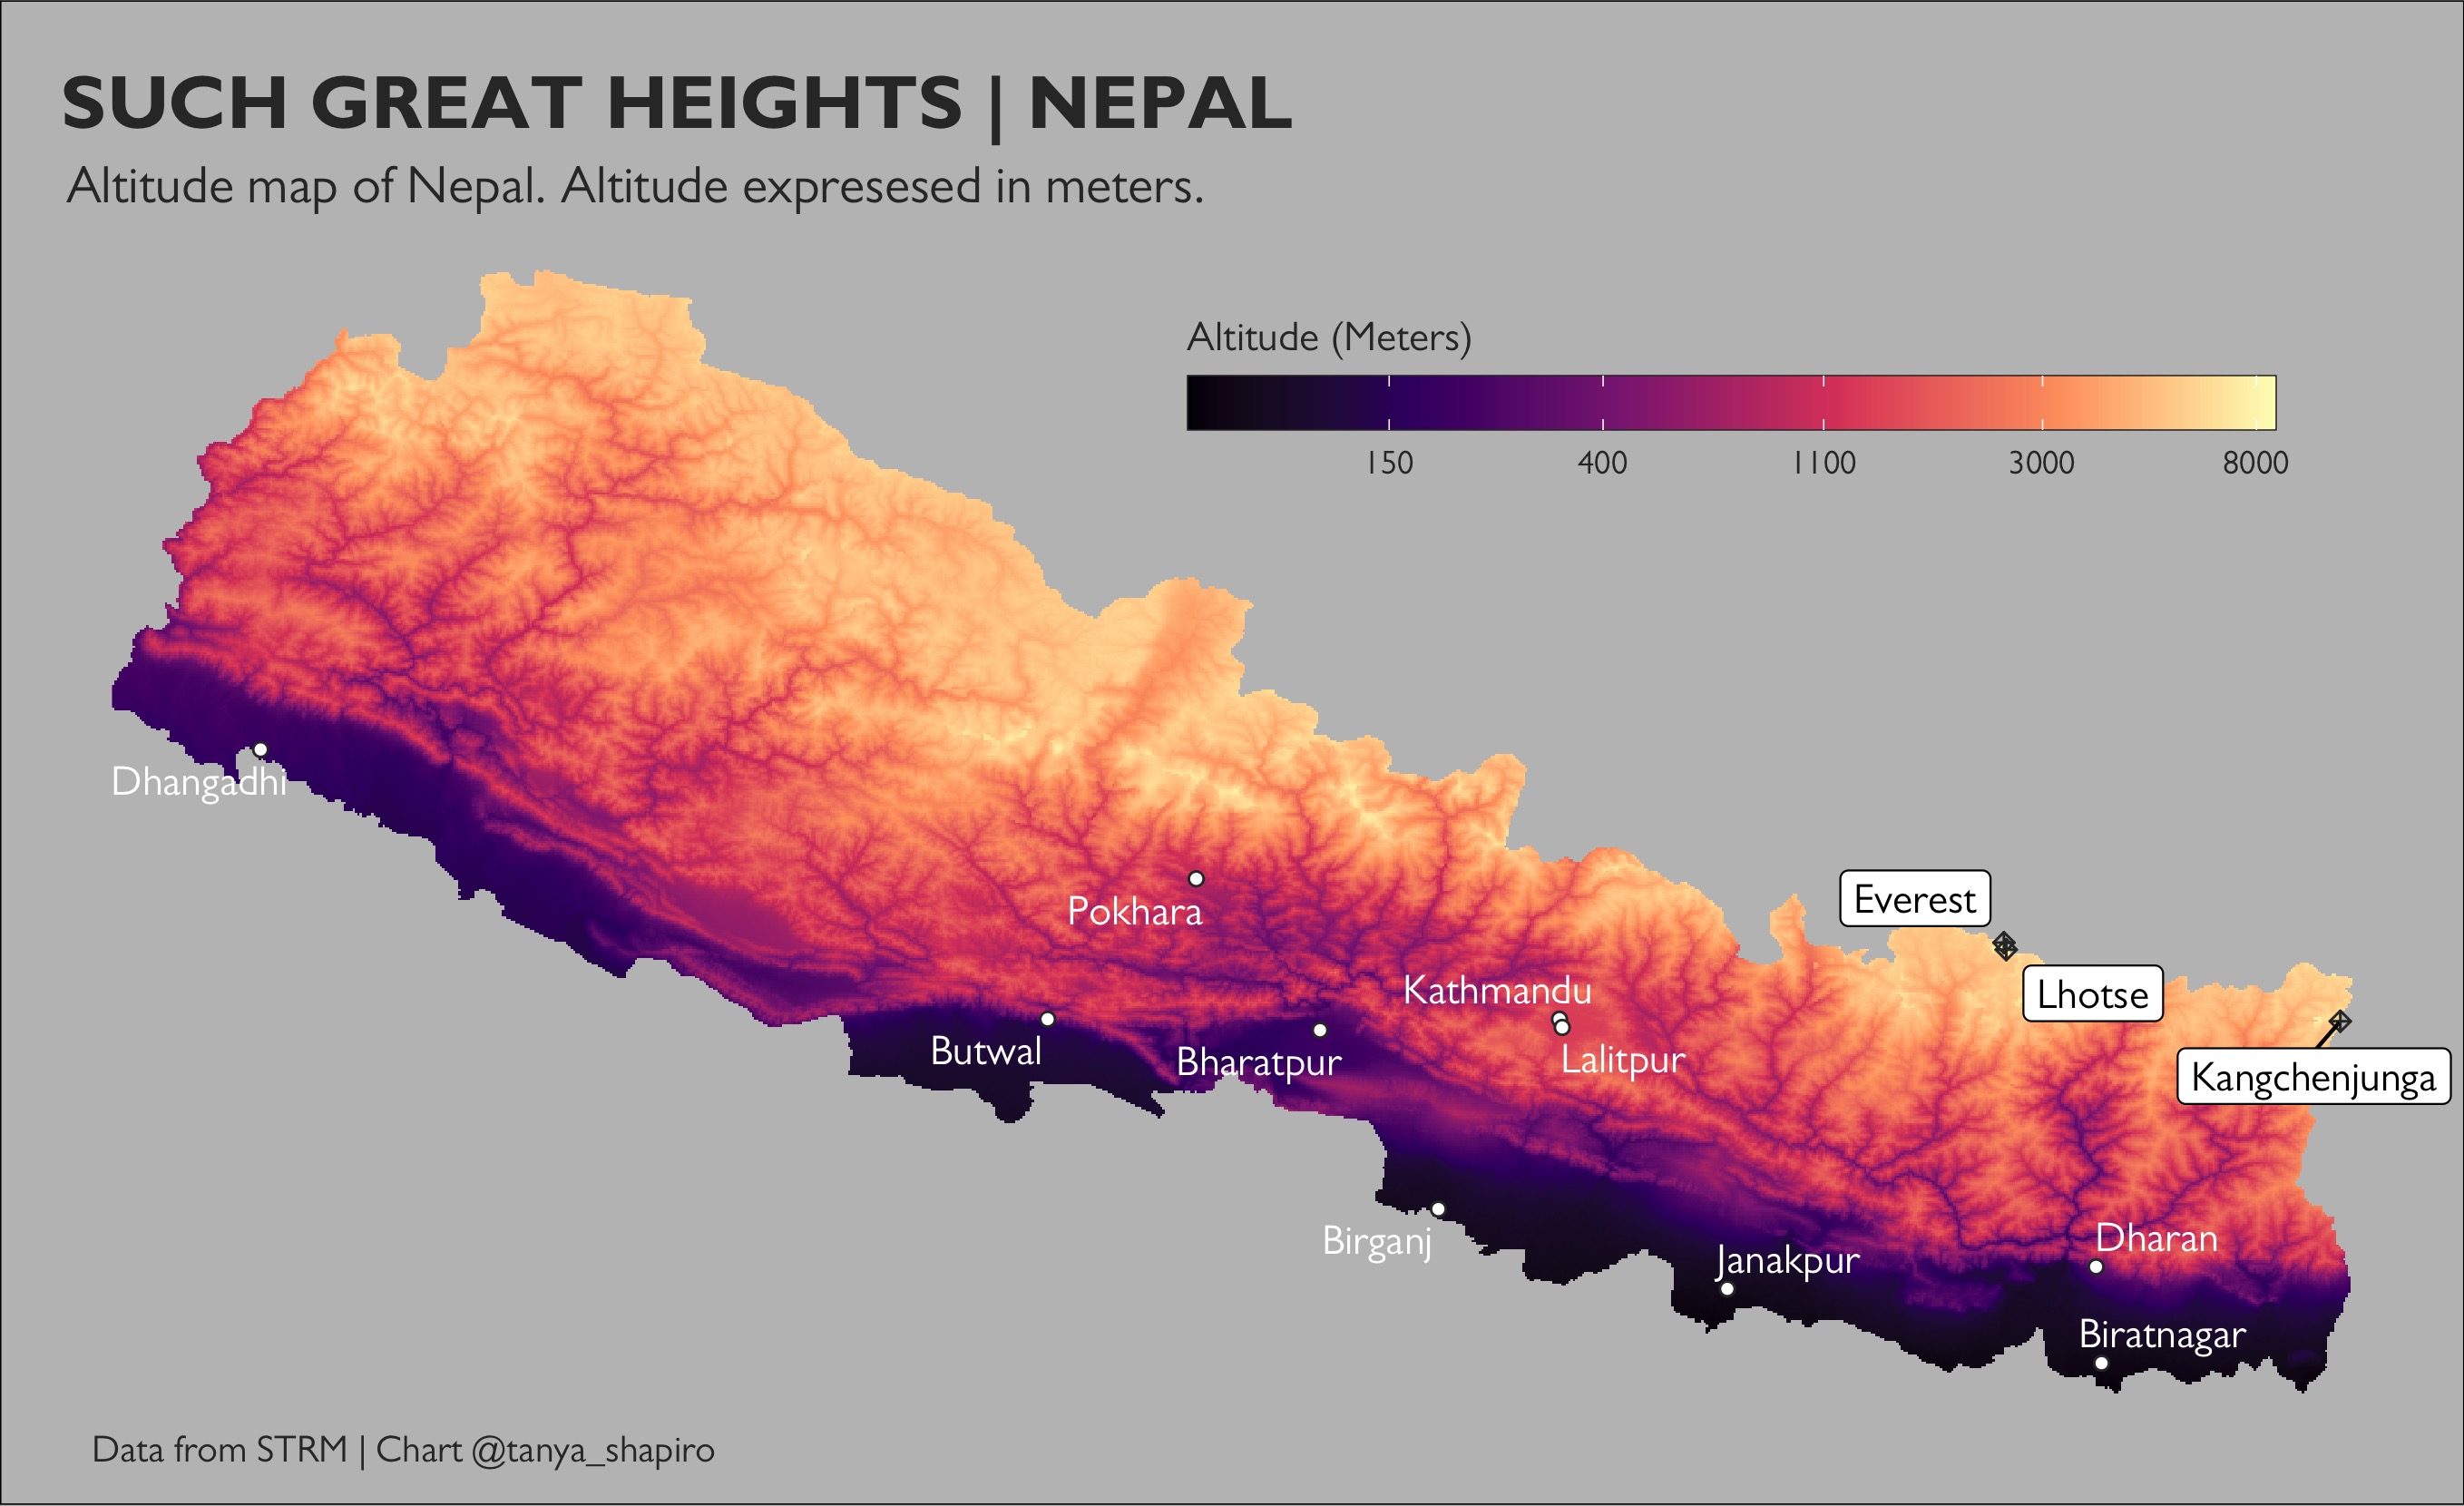 SUCH GREAT HEIGHTS | NEPAL
Altitude map of Nepal. Altitude expresesed in meters.
Altitude (Meters)
150 400 1100 3000 8000
Dhangadhi
Pokhara
Everest
Kathmandu
Lhotse
Butwal
Bharatpur
Lalitpur
Kangchenjunga
Birganj
Dharan
Janakpur
Biratnagar
Data from STRM | Chart @tanya_shapiro